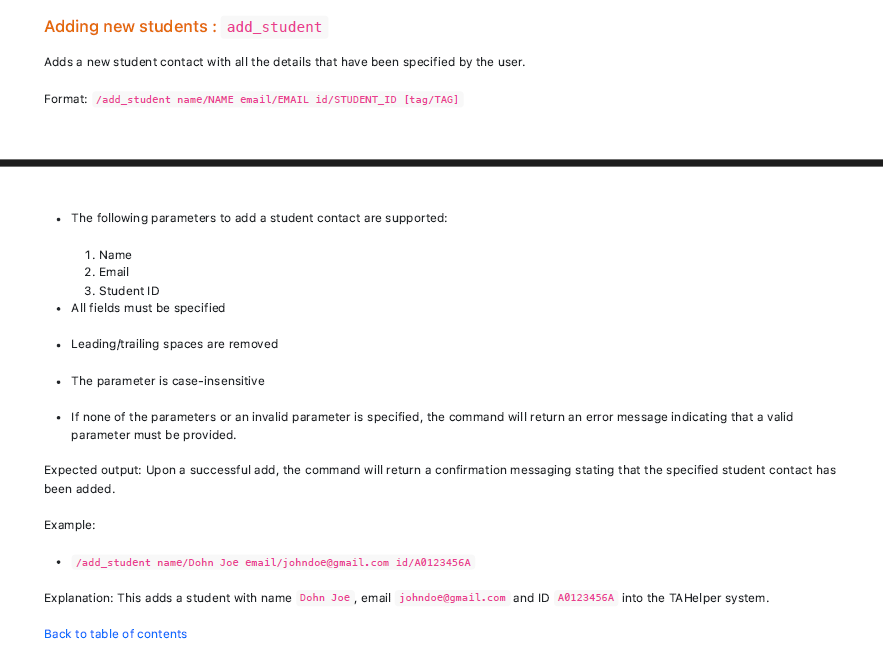 Adding new students : add_student
Adds a new student contact with all the details that have been specified by the user.
Format: /add_student name/NAME email/EMAIL id/STUDENT_ID [tag/TAG]
• The following parameters to add a student contact are supported:
1. Name
2. Email
3. Student ID
• All fields must be specified
• Leading/trailing spaces are removed
• The parameter is case-insensitive
• If none of the parameters or an invalid parameter is specified, the command will return an error message indicating that a valid
parameter must be provided.
Expected output: Upon a successful add, the command will return a confirmation messaging stating that the specified student contact has
been added.
Example:
• /add_student name/Dohn Joe email/johndoe@gmail.com id/A0123456A
Explanation: This adds a student with name Dohn Joe, email johndoe@gmail.com and ID A0123456A into the TAHelper system.
Back to table of contents